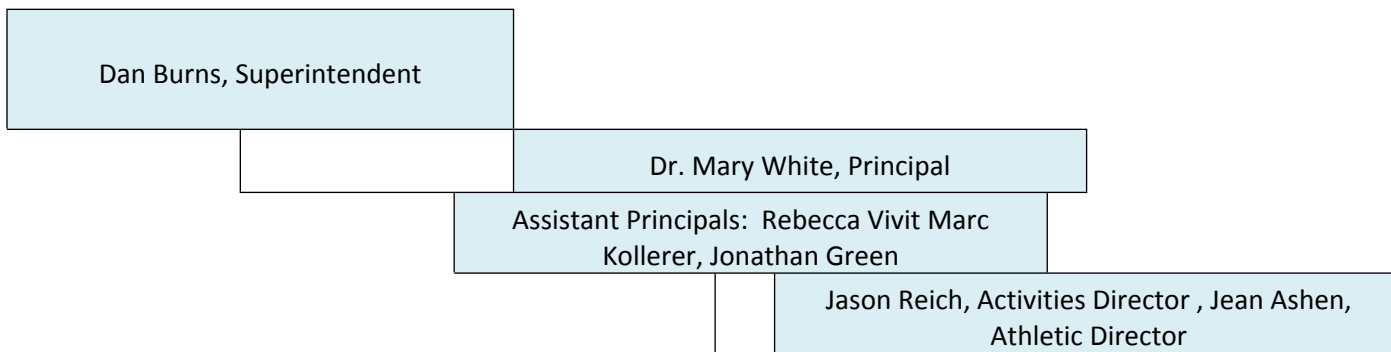 Dan Burns, Superintendent
Dr. Mary White, Principal
Assistant Principals:  Rebecca Vivit Marc
Kollerer, Jonathan Green
Jason Reich, Activities Director , Jean Ashen,
Athletic Director